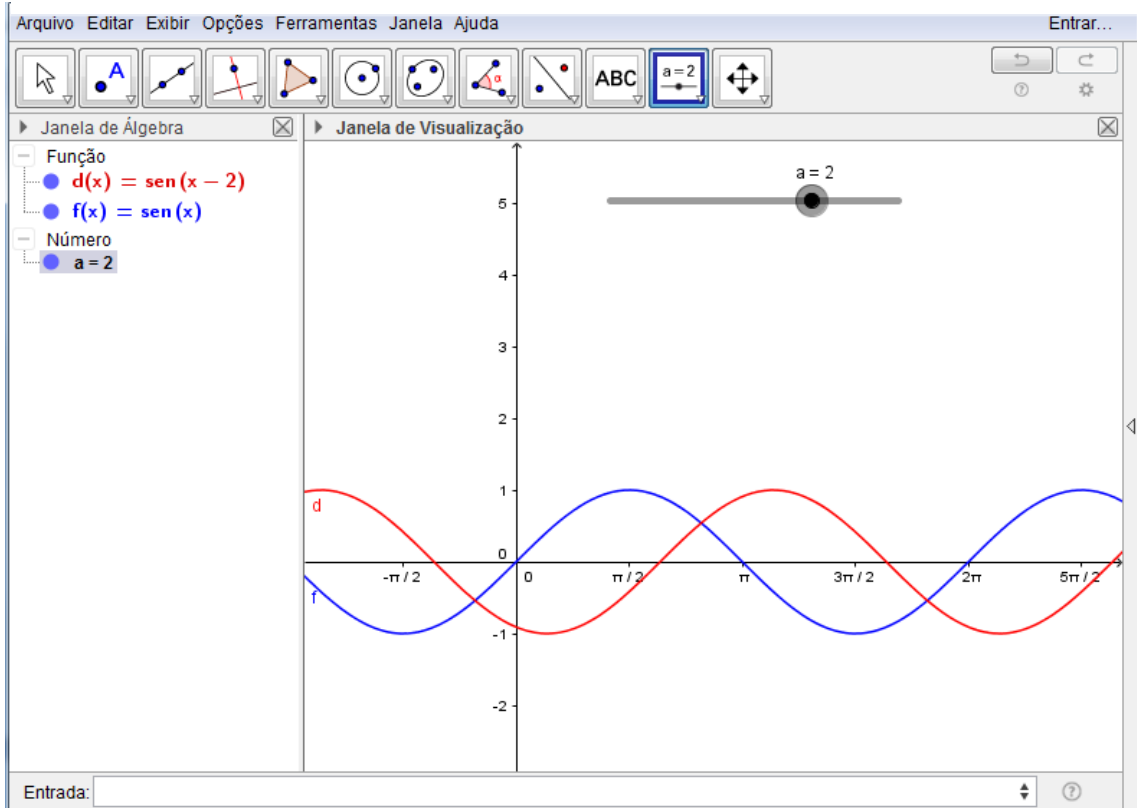 Arquivo Editar Exibir Opções Ferramentas Janela Ajuda Entrar...
A α ABC a=2
Janela de Álgebra
Função
d(x) = sen(x − 2)
f(x) = sen(x)
Número
a = 2
Janela de Visualização
a = 2
5
4
3
2
1
0
-1
-2
-π / 2 0 π / 2 π 3π / 2 2π 5π / 2
d
f
Entrada: